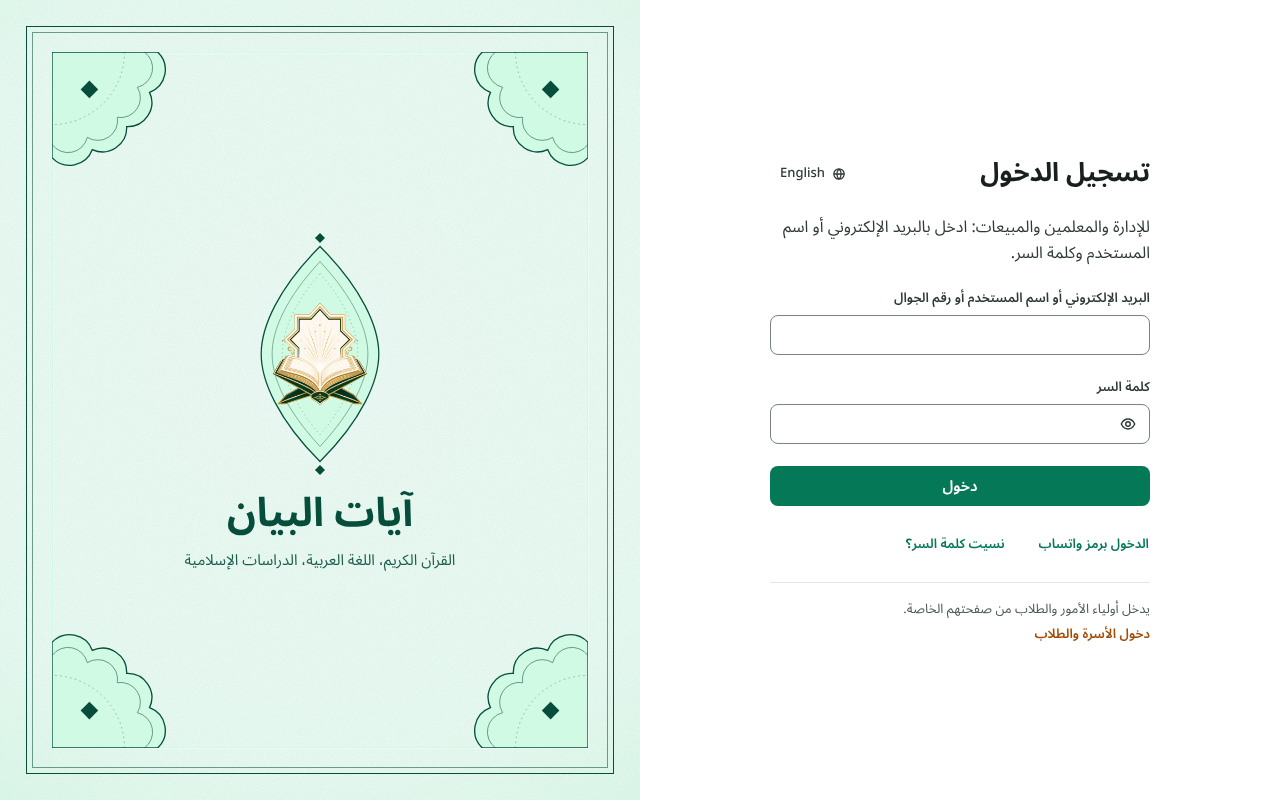 تسجيل الدخول
English
للإدارة والمعلمين والمبيعات: ادخل بالبريد الإلكتروني أو اسم
المستخدم وكلمة السر.
البريد الإلكتروني أو اسم المستخدم أو رقم الجوال
كلمة السر
دخول
الدخول برمز واتساب
نسيت كلمة السر؟
يدخل أولياء الأمور والطلاب من صفحتهم الخاصة.
دخول الأسرة والطلاب
آيات البيان
القرآن الكريم، اللغة العربية، الدراسات الإسلامية